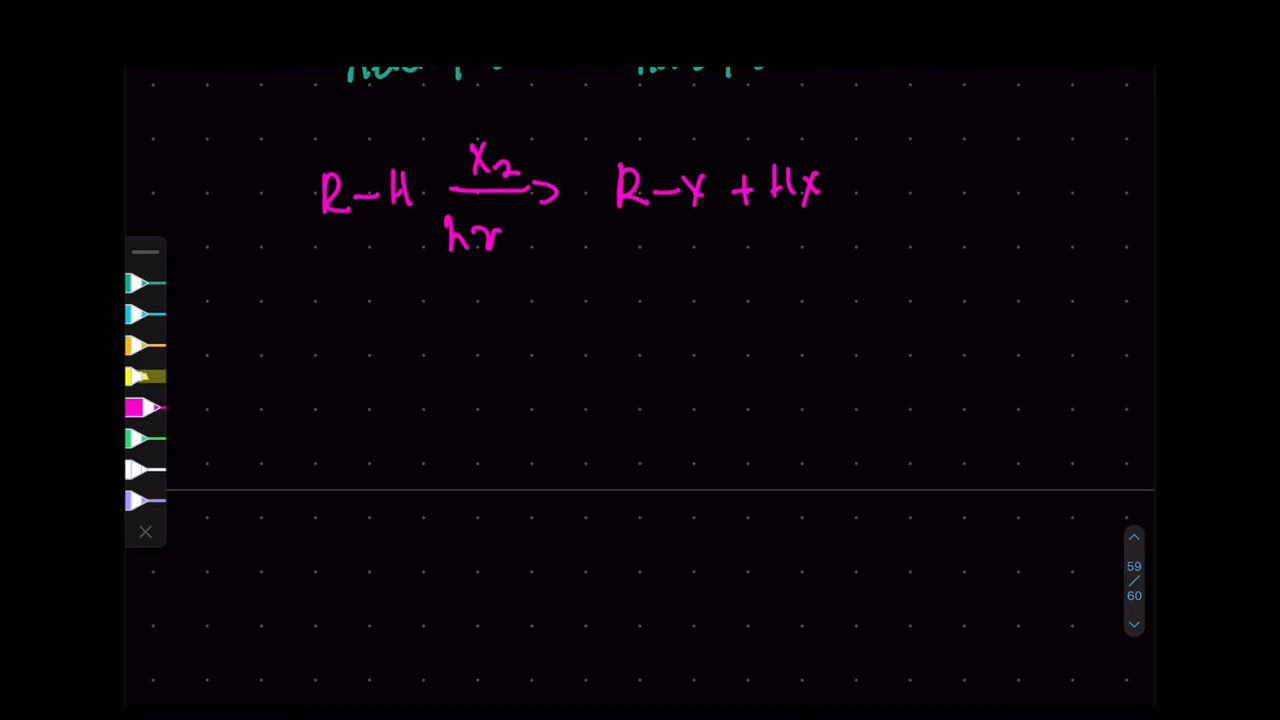 X₂
R-H → R-X + HX
hν
59
/
60